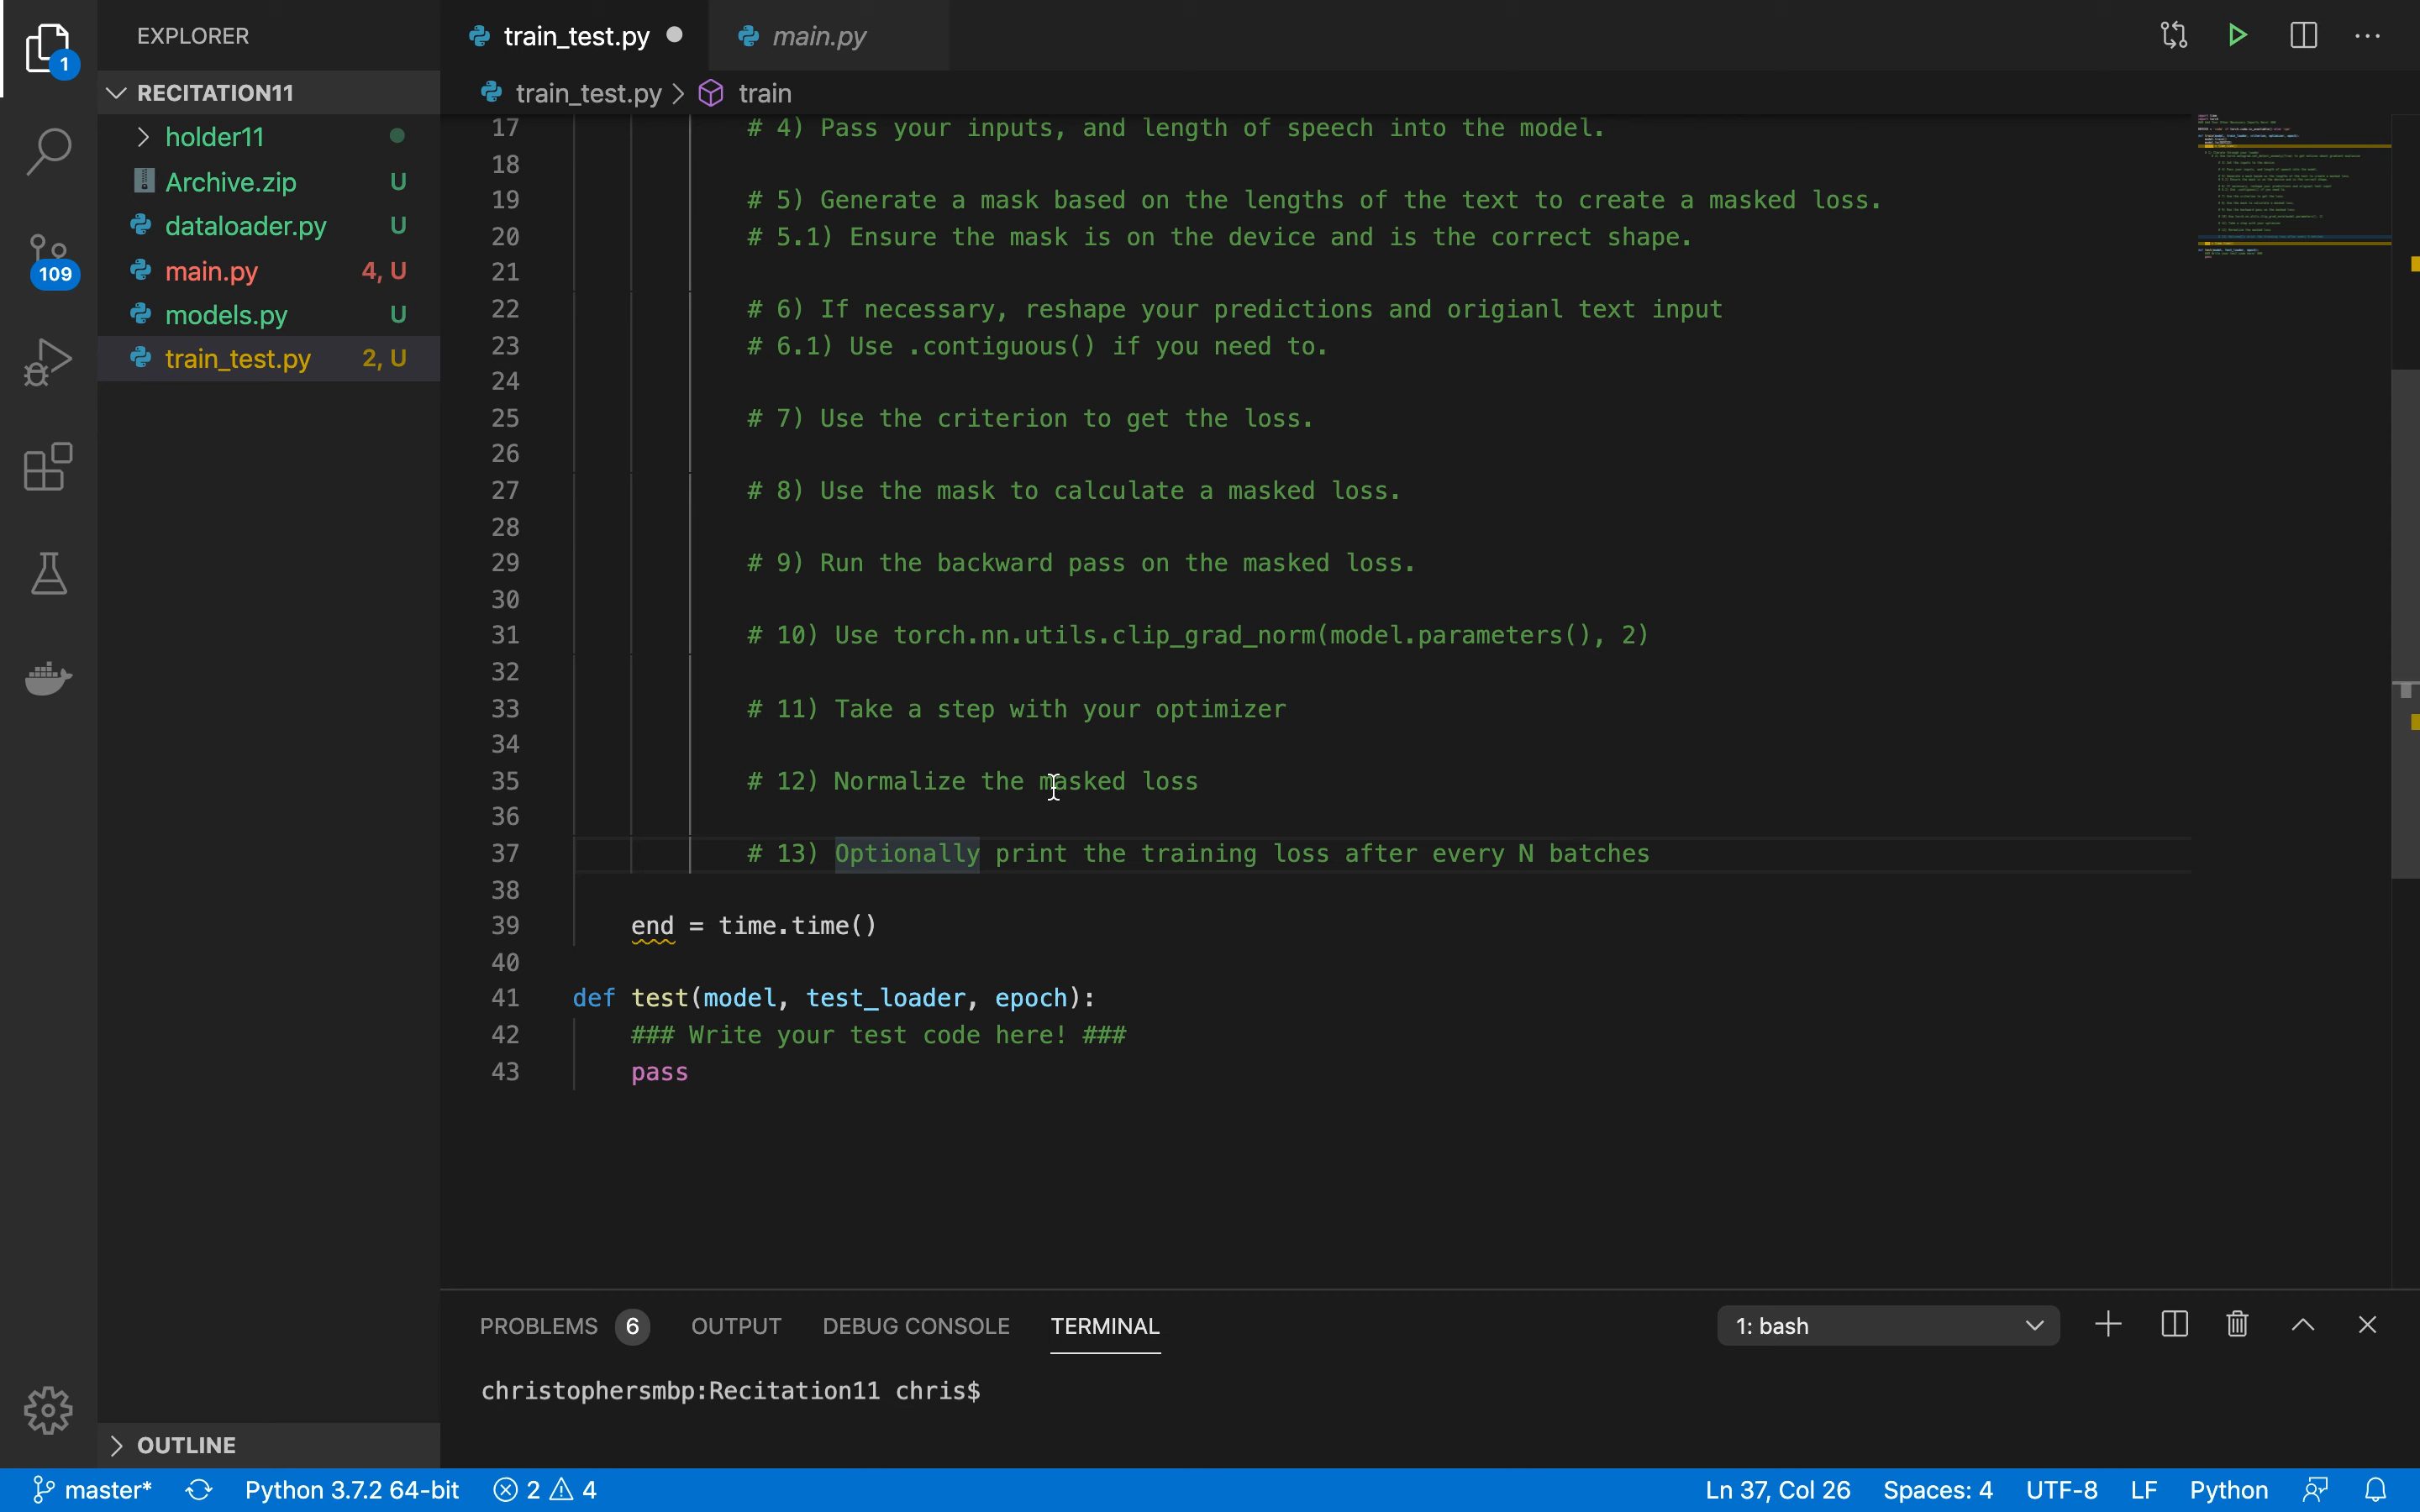 EXPLORER
1
RECITATION11
holder11
Archive.zip U
dataloader.py U
main.py 4, U
models.py U
train_test.py 2, U
109
OUTLINE
train_test.py
main.py
train_test.py > train
17 # 4) Pass your inputs, and length of speech into the model.
18
19 # 5) Generate a mask based on the lengths of the text to create a masked loss.
20 # 5.1) Ensure the mask is on the device and is the correct shape.
21
22 # 6) If necessary, reshape your predictions and origianl text input
23 # 6.1) Use .contiguous() if you need to.
24
25 # 7) Use the criterion to get the loss.
26
27 # 8) Use the mask to calculate a masked loss.
28
29 # 9) Run the backward pass on the masked loss.
30
31 # 10) Use torch.nn.utils.clip_grad_norm(model.parameters(), 2)
32
33 # 11) Take a step with your optimizer
34
35 # 12) Normalize the masked loss
36
37 # 13) Optionally print the training loss after every N batches
38
39 end = time.time()
40
41 def test(model, test_loader, epoch):
42 ### Write your test code here! ###
43 pass
PROBLEMS 6 OUTPUT DEBUG CONSOLE TERMINAL 1: bash
christophersmbp:Recitation11 chris$
master* Python 3.7.2 64-bit 2 4 Ln 37, Col 26 Spaces: 4 UTF-8 LF Python